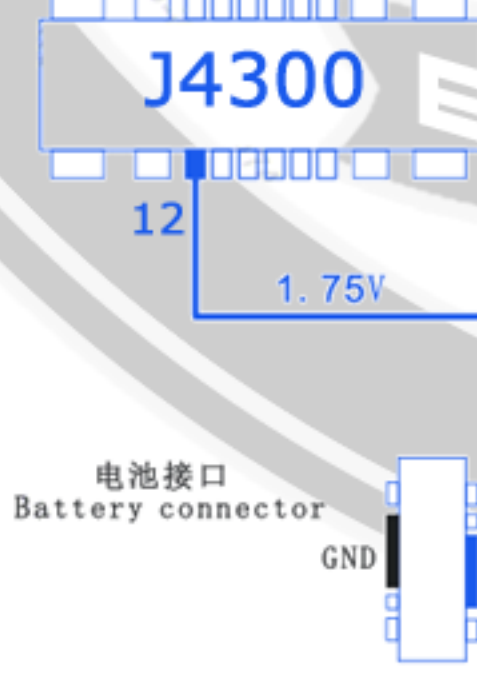 J4300
12
1.75V
电池接口
Battery connector
GND